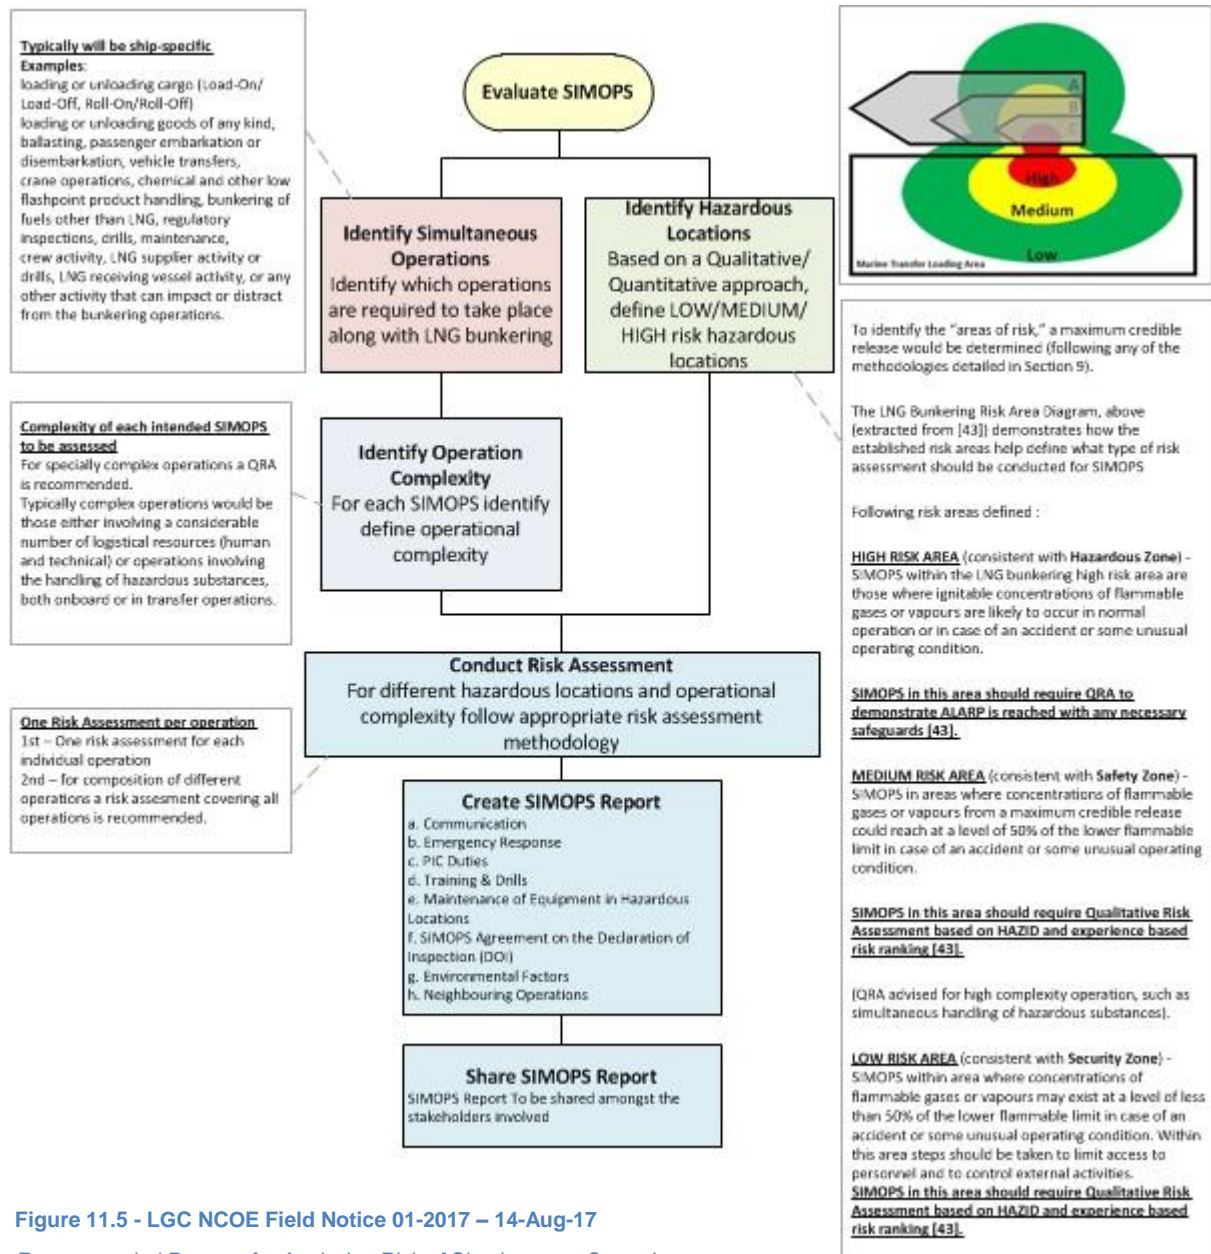 Typically will be ship-specific
Examples:
loading or unloading cargo (Load-On/
Load-Off, Roll-On/Roll-Off)
loading or unloading goods of any kind,
ballasting, passenger embarkation or
disembarkation, vehicle transfers,
crane operations, chemical and other low
flashpoint product handling, bunkering of
fuels other than LNG, regulatory
inspections, drills, maintenance,
crew activity, LNG supplier activity or
drills, LNG receiving vessel activity, or any
other activity that can impact or distract
from the bunkering operations.
Complexity of each intended SIMOPS
to be assessed
For specially complex operations a QRA
is recommended.
Typically complex operations would be
those either involving a considerable
number of logistical resources (human
and technical) or operations involving
the handling of hazardous substances,
both onboard or in transfer operations.
One Risk Assessment per operation
1st – One risk assessment for each
individual operation
2nd – for composition of different
operations a risk assesment covering all
operations is recommended.
Evaluate SIMOPS
Identify Simultaneous
Operations
Identify which operations
are required to take place
along with LNG bunkering
Identify Hazardous
Locations
Based on a Qualitative/
Quantitative approach,
define LOW/MEDIUM/
HIGH risk hazardous
locations
Identify Operation
Complexity
For each SIMOPS identify
define operational
complexity
Conduct Risk Assessment
For different hazardous locations and operational
complexity follow appropriate risk assessment
methodology
Create SIMOPS Report
a. Communication
b. Emergency Response
c. PIC Duties
d. Training & Drills
e. Maintenance of Equipment in Hazardous
Locations
f. SIMOPS Agreement on the Declaration of
Inspection (DOI)
g. Environmental Factors
h. Neighbouring Operations
Share SIMOPS Report
SIMOPS Report To be shared amongst the
stakeholders involved
A
B
C
High
Medium
Low
Marine Transfer Loading Area
To identify the "areas of risk," a maximum credible
release would be determined (following any of the
methodologies detailed in Section 9).
The LNG Bunkering Risk Area Diagram, above
(extracted from [43]) demonstrates how the
established risk areas help define what type of risk
assessment should be conducted for SIMOPS
Following risk areas defined :
HIGH RISK AREA (consistent with Hazardous Zone) -
SIMOPS within the LNG bunkering high risk area are
those where ignitable concentrations of flammable
gases or vapours are likely to occur in normal
operation or in case of an accident or some unusual
operating condition.
SIMOPS in this area should require QRA to
demonstrate ALARP is reached with any necessary
safeguards [43].
MEDIUM RISK AREA (consistent with Safety Zone) -
SIMOPS in areas where concentrations of flammable
gases or vapours from a maximum credible release
could reach at a level of 50% of the lower flammable
limit in case of an accident or some unusual operating
condition.
SIMOPS in this area should require Qualitative Risk
Assessment based on HAZID and experience based
risk ranking [43].
(QRA advised for high complexity operation, such as
simultaneous handling of hazardous substances).
LOW RISK AREA (consistent with Security Zone) -
SIMOPS within area where concentrations of
flammable gases or vapours may exist at a level of less
than 50% of the lower flammable limit in case of an
accident or some unusual operating condition. Within
this area steps should be taken to limit access to
personnel and to control external activities.
SIMOPS in this area should require Qualitative Risk
Assessment based on HAZID and experience based
risk ranking [43].
Figure 11.5 - LGC NCOE Field Notice 01-2017 – 14-Aug-17